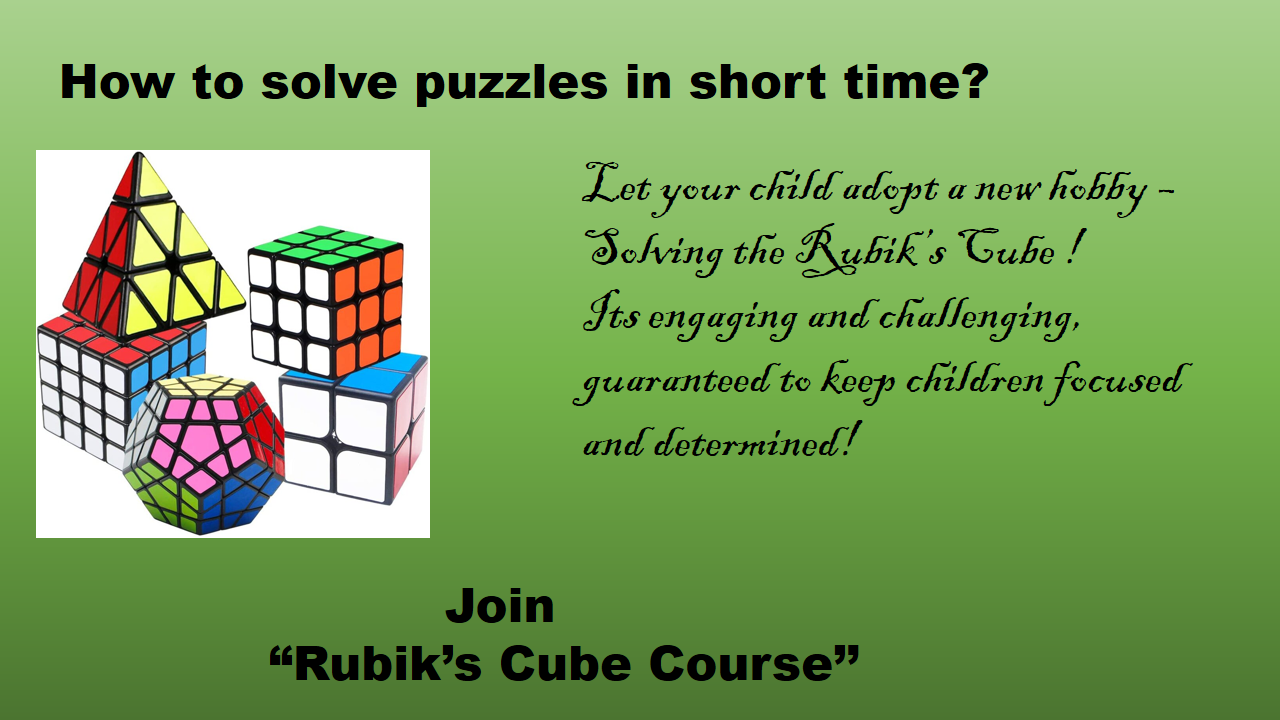 How to solve puzzles in short time?
Let your child adopt a new hobby –
Solving the Rubik's Cube !
Its engaging and challenging,
guaranteed to keep children focused
and determined!
Join
“Rubik’s Cube Course”